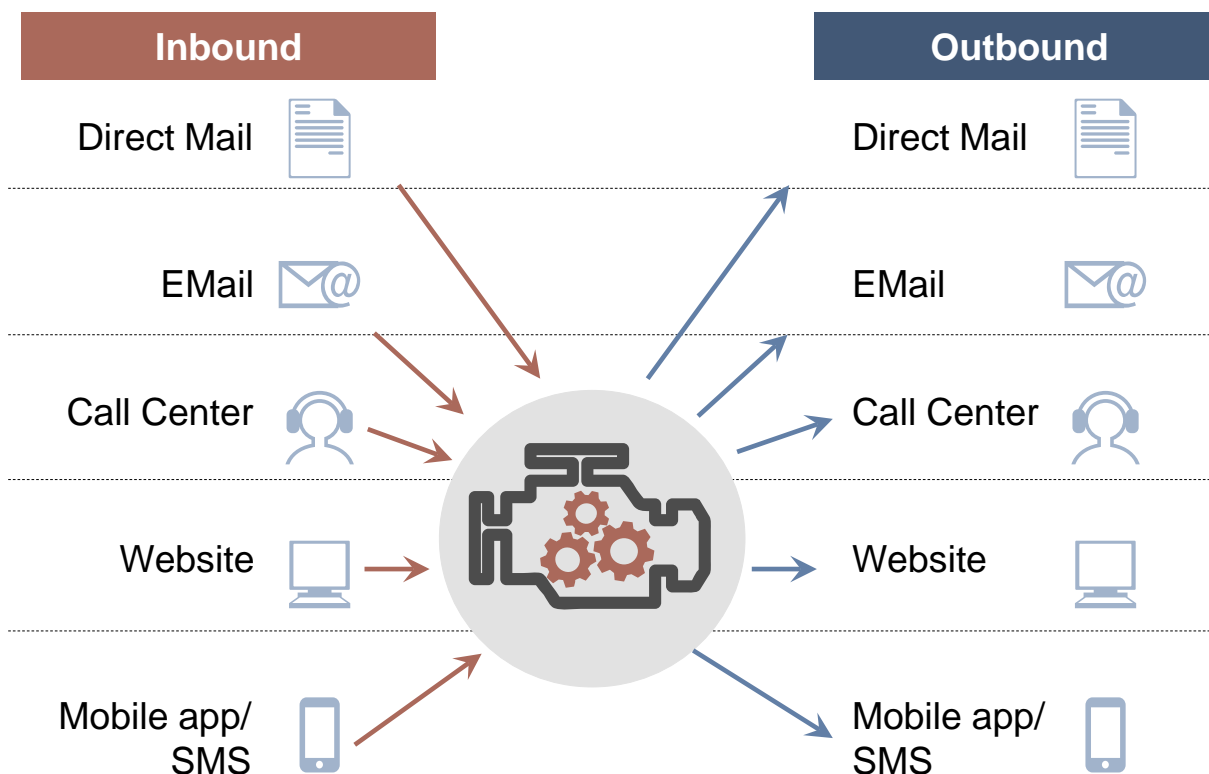 Inbound
Outbound
Direct Mail
Direct Mail
EMail
@
EMail
@
Call Center
Call Center
Website
Website
Mobile app/
SMS
Mobile app/
SMS